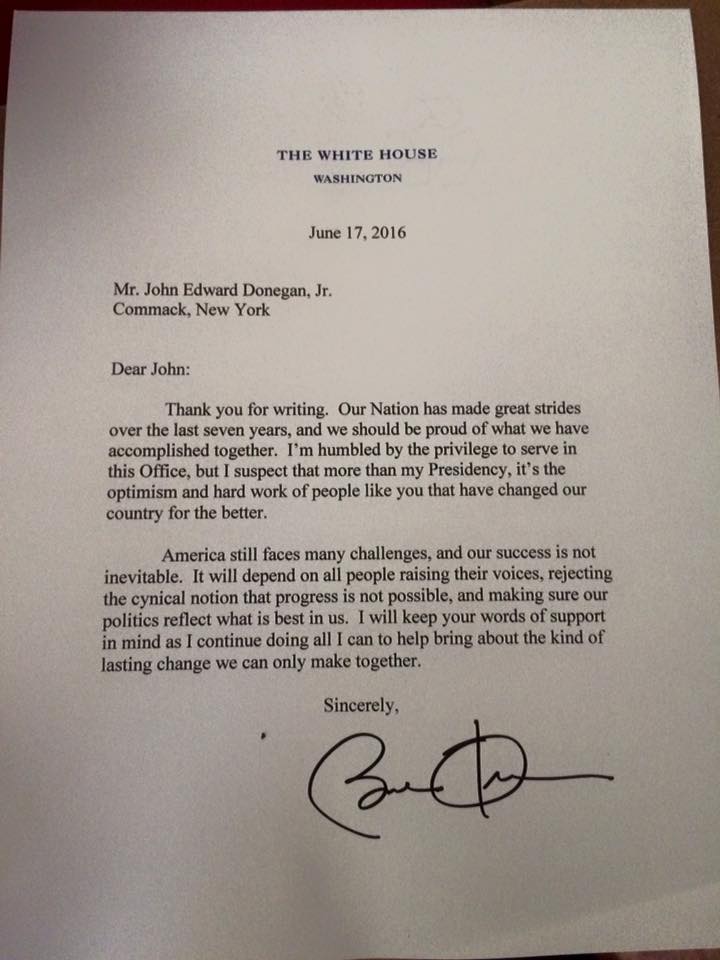 THE WHITE HOUSE
WASHINGTON
June 17, 2016
Mr. John Edward Donegan, Jr.
Commack, New York
Dear John:
Thank you for writing. Our Nation has made great strides
over the last seven years, and we should be proud of what we have
accomplished together. I'm humbled by the privilege to serve in
this Office, but I suspect that more than my Presidency, it's the
optimism and hard work of people like you that have changed our
country for the better.
America still faces many challenges, and our success is not
inevitable. It will depend on all people raising their voices, rejecting
the cynical notion that progress is not possible, and making sure our
politics reflect what is best in us. I will keep your words of support
in mind as I continue doing all I can to help bring about the kind of
lasting change we can only make together.
Sincerely,